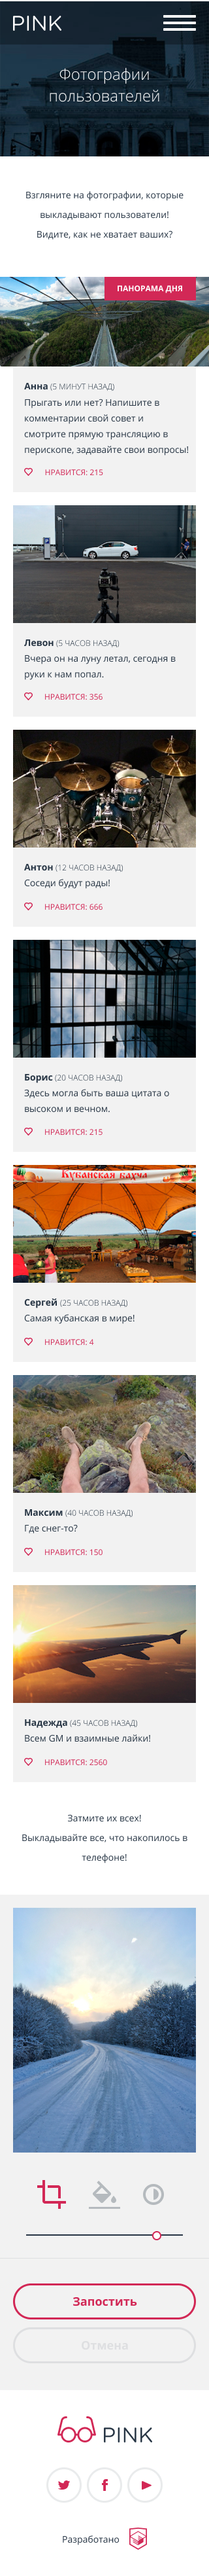 PINK
Фотографии
пользователей
Взгляните на фотографии, которые
выкладывают пользователи!
Видите, как не хватает ваших?
ПАНОРАМА ДНЯ
Анна (5 МИНУТ НАЗАД)
Прыгать или нет? Напишите в
комментарии свой совет и
смотрите прямую трансляцию в
перископе, задавайте свои вопросы!
НРАВИТСЯ: 215
Левон (5 ЧАСОВ НАЗАД)
Вчера он на луну летал, сегодня в
руки к нам попал.
НРАВИТСЯ: 356
Антон (12 ЧАСОВ НАЗАД)
Соседи будут рады!
НРАВИТСЯ: 666
Борис (20 ЧАСОВ НАЗАД)
Здесь могла быть ваша цитата о
высоком и вечном.
НРАВИТСЯ: 215
Кубанская кауча
Сергей (25 ЧАСОВ НАЗАД)
Самая кубанская в мире!
НРАВИТСЯ: 4
Максим (40 ЧАСОВ НАЗАД)
Где снег-то?
НРАВИТСЯ: 150
Надежда (45 ЧАСОВ НАЗАД)
Всем GM и взаимные лайки!
НРАВИТСЯ: 2560
Затмите их всех!
Выкладывайте все, что накопилось в
телефоне!
Запостить
Отмена
PINK
Разработано